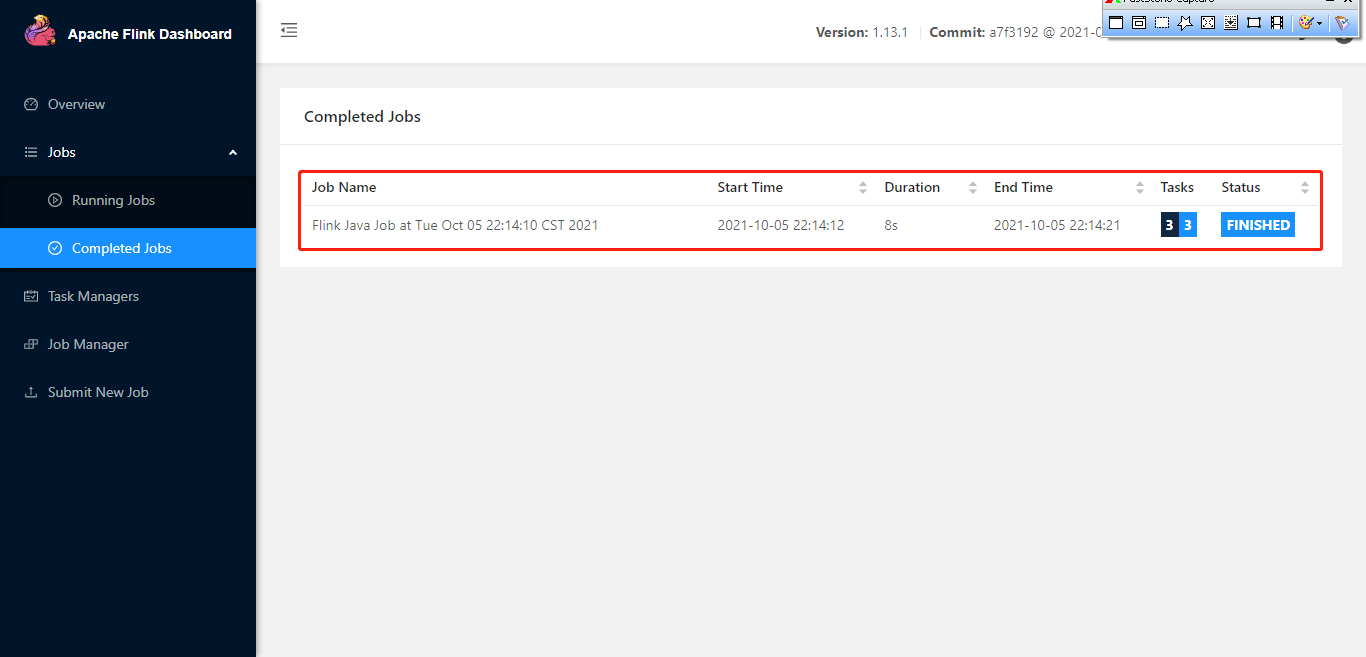 Apache Flink Dashboard
Version: 1.13.1 Commit: a7f3192 @ 2021-
Overview
Jobs
Running Jobs
Completed Jobs
Task Managers
Job Manager
Submit New Job
Completed Jobs
Job Name Start Time Duration End Time Tasks Status
Flink Java Job at Tue Oct 05 22:14:10 CST 2021 2021-10-05 22:14:12 8s 2021-10-05 22:14:21 3 3 FINISHED